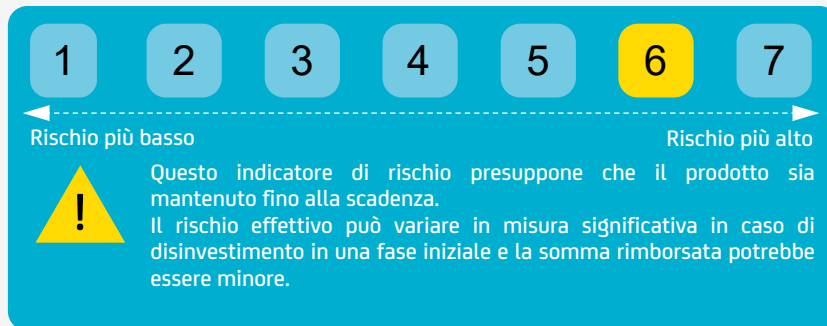 1 2 3 4 5 6 7
Rischio più basso Rischio più alto
!
Questo indicatore di rischio presuppone che il prodotto sia
mantenuto fino alla scadenza.
Il rischio effettivo può variare in misura significativa in caso di
disinvestimento in una fase iniziale e la somma rimborsata potrebbe
essere minore.